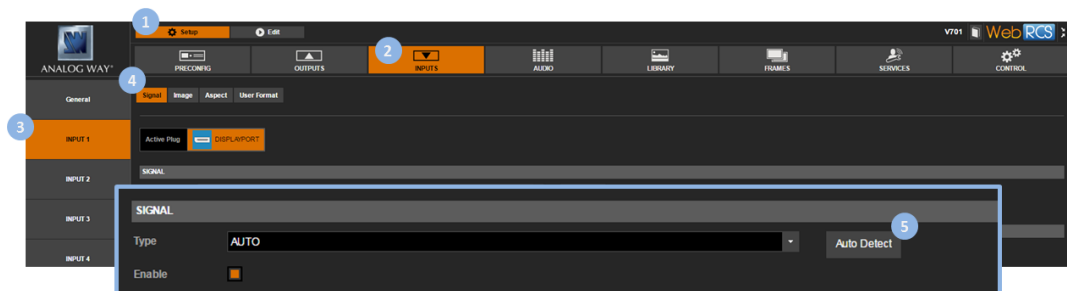 1
Setup Edit V701 Web RCS
ANALOG WAY®
2
PRECONFIG OUTPUTS INPUTS AUDIO LIBRARY FRAMES SERVICES CONTROL
4
General Signal Image Aspect User Format
3
INPUT 1 Active Plug DISPLAYPORT
INPUT 2 SIGNAL
INPUT 3 SIGNAL
5
Type AUTO Auto Detect
INPUT 4
Enable